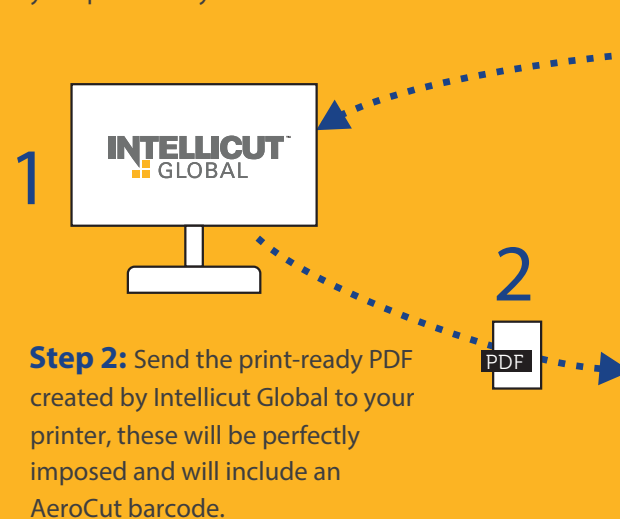 1
INTELLICUT™
GLOBAL
2
PDF
Step 2: Send the print-ready PDF
created by Intellicut Global to your
printer, these will be perfectly
imposed and will include an
AeroCut barcode.